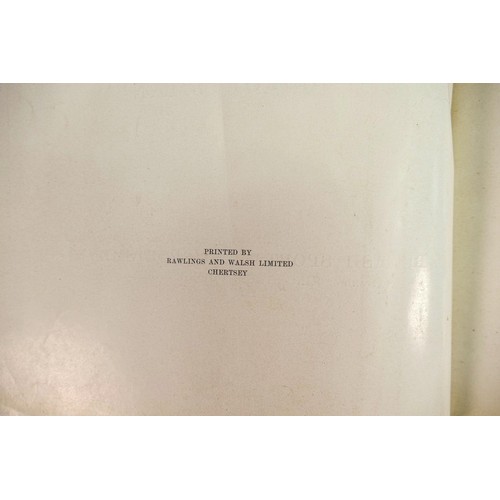 PRINTED BY
RAWLINGS AND WALSH LIMITED
CHERTSEY